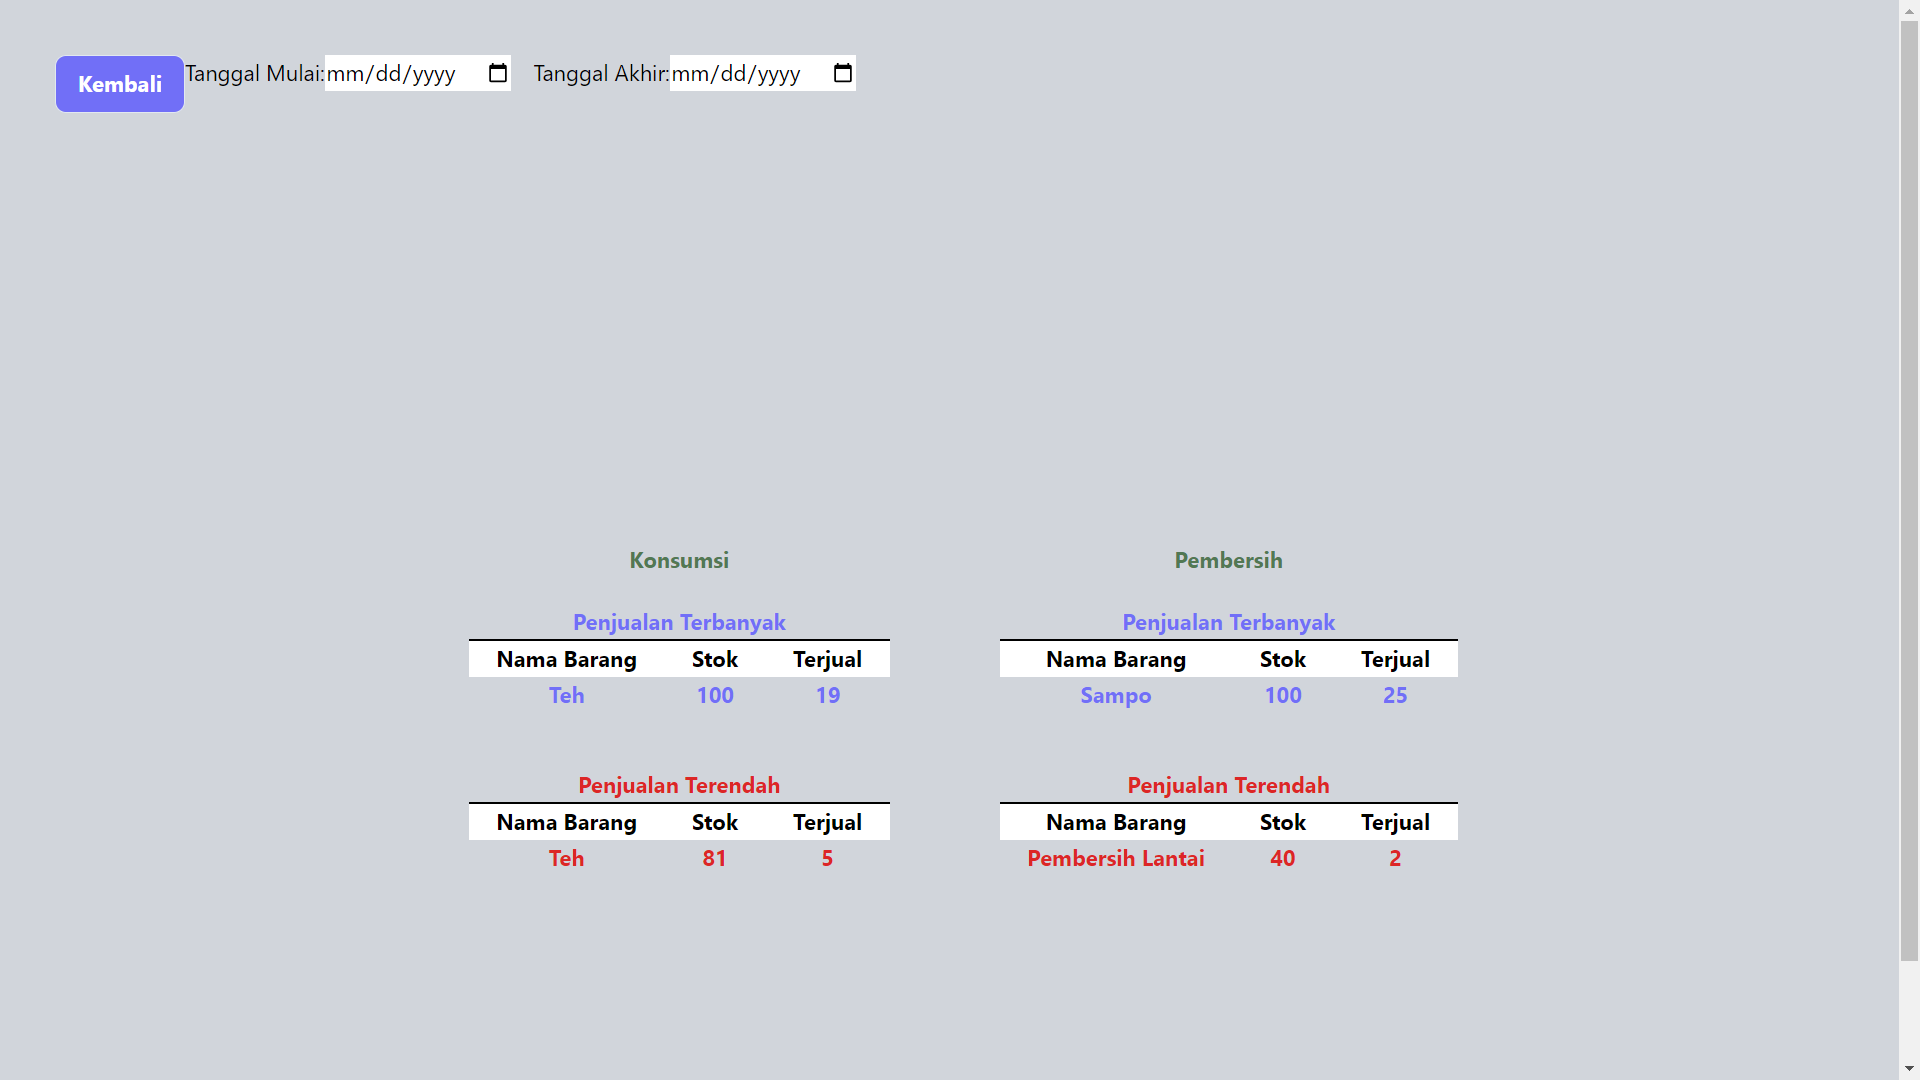 Kembali Tanggal Mulai: mm/dd/yyyy Tanggal Akhir: mm/dd/yyyy
Konsumsi
Penjualan Terbanyak
Nama Barang Stok Terjual
Teh 100 19
Penjualan Terendah
Nama Barang Stok Terjual
Teh 81 5
Pembersih
Penjualan Terbanyak
Nama Barang Stok Terjual
Sampo 100 25
Penjualan Terendah
Nama Barang Stok Terjual
Pembersih Lantai 40 2